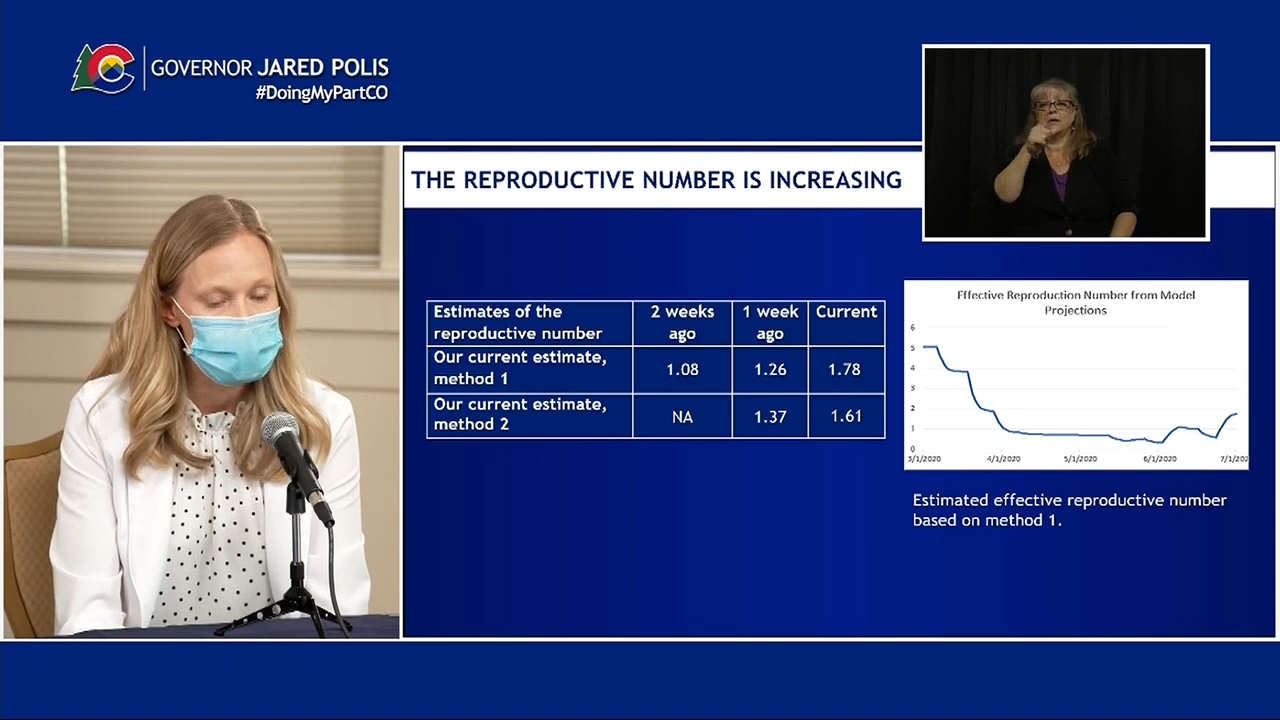 GOVERNOR JARED POLIS
#DoingMyPartCO
THE REPRODUCTIVE NUMBER IS INCREASING
Estimates of the reproductive number 2 weeks ago 1 week ago Current
Our current estimate, method 1 1.08 1.26 1.78
Our current estimate, method 2 NA 1.37 1.61
Effective Reproduction Number from Model
Projections
6
5
4
3
2
1
0
3/1/2020 4/1/2020 5/1/2020 6/1/2020
Estimated effective reproductive number
based on method 1.